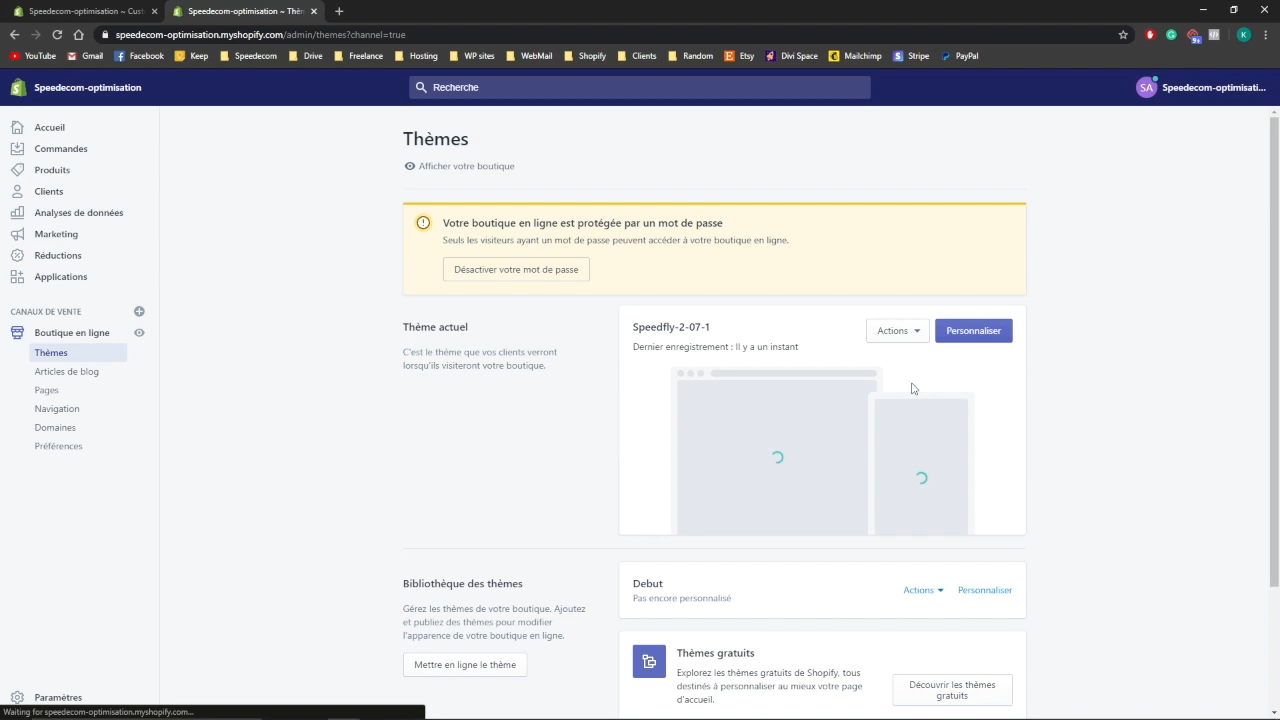 Speedecom-optimisation ~ Cust
Speedecom-optimisation ~ Thèm
speedecom-optimisation.myshopify.com/admin/themes?channel=true
K
YouTube
Gmail
Facebook
Keep
Speedecom
Drive
Freelance
Hosting
WP sites
WebMail
Shopify
Clients
Random
Etsy
Divi Space
Mailchimp
Stripe
PayPal
Speedecom-optimisation
Recherche
SA
Speedecom-optimisati...
Accueil
Commandes
Produits
Clients
Analyses de données
Marketing
Réductions
Applications
CANAUX DE VENTE
Boutique en ligne
Thèmes
Articles de blog
Pages
Navigation
Domaines
Préférences
Paramètres
Thèmes
Afficher votre boutique
Votre boutique en ligne est protégée par un mot de passe
Seuls les visiteurs ayant un mot de passe peuvent accéder à votre boutique en ligne.
Désactiver votre mot de passe
Thème actuel
C'est le thème que vos clients verront
lorsqu'ils visiteront votre boutique.
Speedfly-2-07-1
Dernier enregistrement : Il y a un instant
Actions
Personnaliser
Bibliothèque des thèmes
Gérez les thèmes de votre boutique. Ajoutez
et publiez des thèmes pour modifier
l'apparence de votre boutique en ligne.
Mettre en ligne le thème
Debut
Pas encore personnalisé
Actions
Personnaliser
Thèmes gratuits
Explorez les thèmes gratuits de Shopify, tous
destinés à personnaliser au mieux votre page
d'accueil.
Découvrir les thèmes
gratuits
Waiting for speedecom-optimisation.myshopify.com...